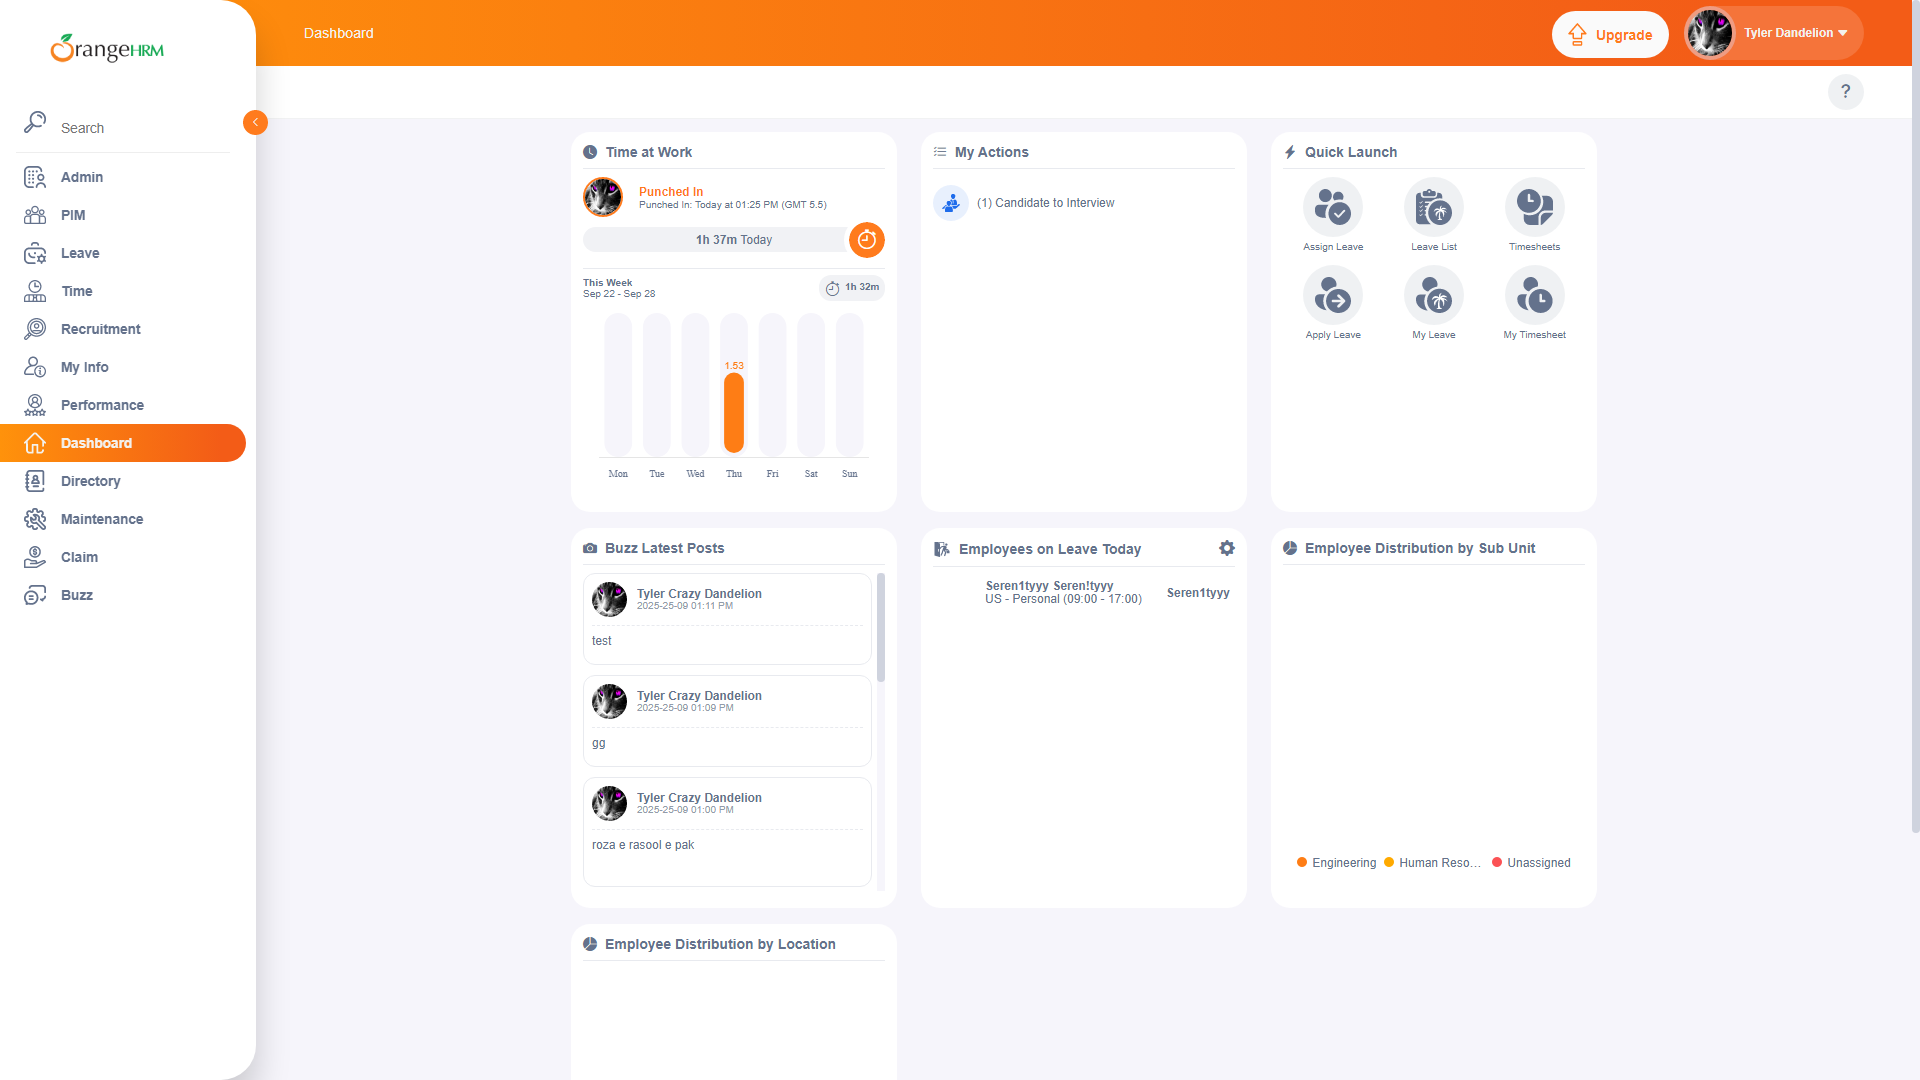 OrangeHRM
Dashboard
Upgrade
Tyler Dandelion
?
Search
Admin
PIM
Leave
Time
Recruitment
My Info
Performance
Dashboard
Directory
Maintenance
Claim
Buzz
Time at Work
Punched In
Punched In: Today at 01:25 PM (GMT 5.5)
1h 37m Today
This Week
Sep 22 - Sep 28
1h 32m
1.53
Mon Tue Wed Thu Fri Sat Sun
My Actions
(1) Candidate to Interview
Quick Launch
Assign Leave
Leave List
Timesheets
Apply Leave
My Leave
My Timesheet
Buzz Latest Posts
Tyler Crazy Dandelion
2025-25-09 01:11 PM
test
Tyler Crazy Dandelion
2025-25-09 01:09 PM
gg
Tyler Crazy Dandelion
2025-25-09 01:00 PM
roza e rasool e pak
Employees on Leave Today
Seren1tyyy Seren!tyyy
US - Personal (09:00 - 17:00)
Seren1tyyy
Employee Distribution by Sub Unit
Engineering
Human Reso...
Unassigned
Employee Distribution by Location